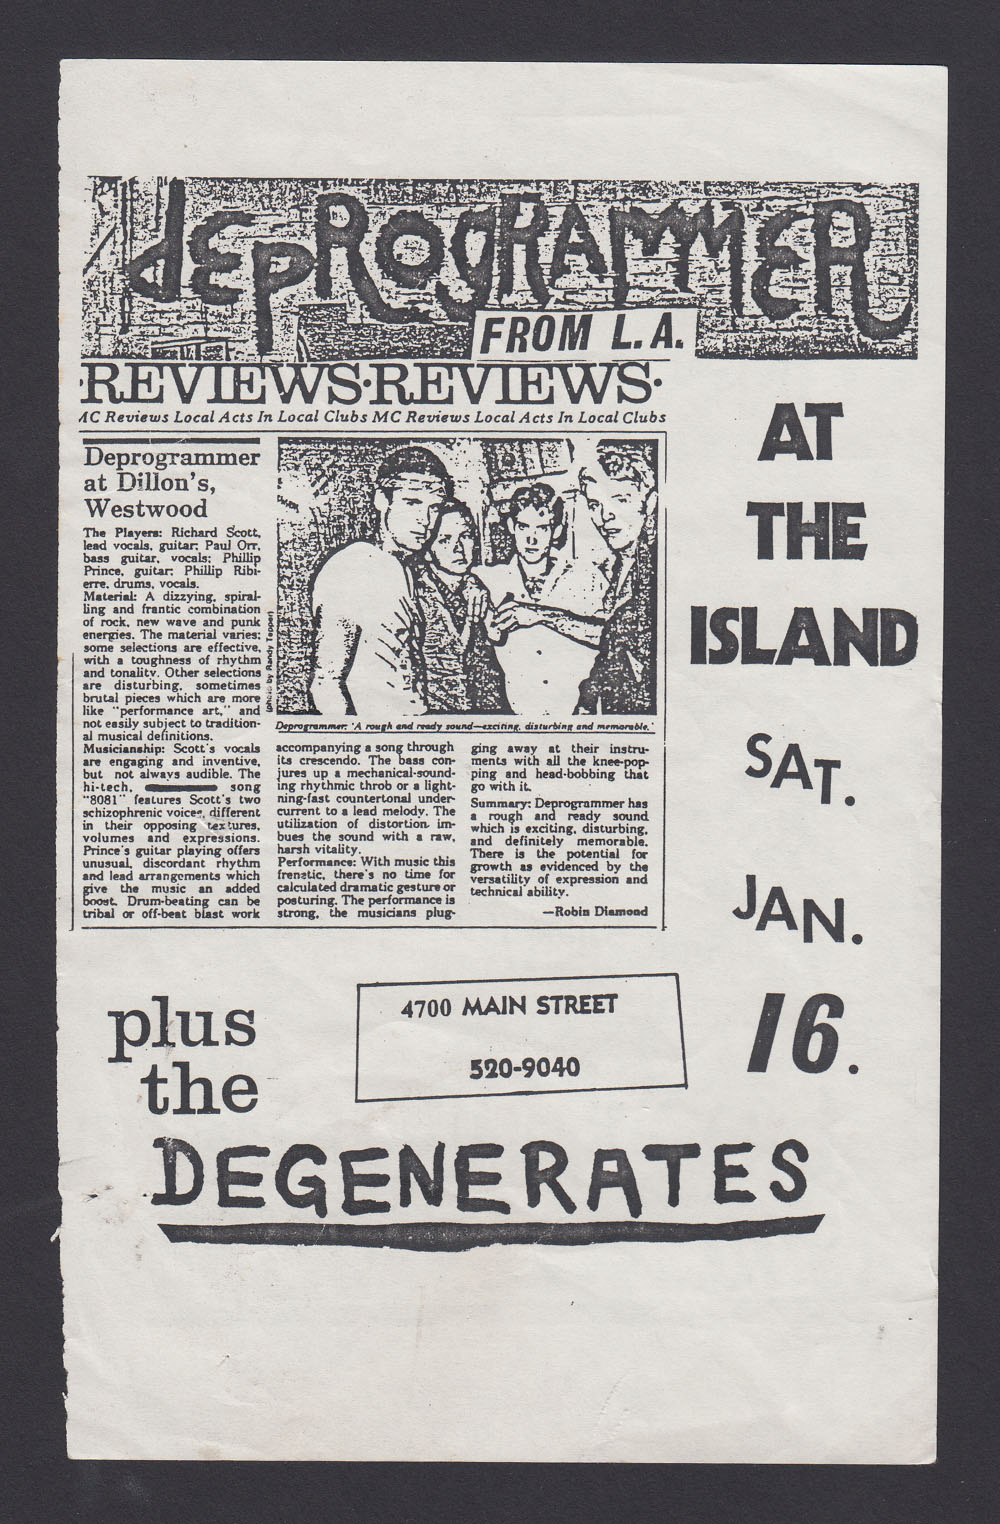 dEpROgRAMMER
FROM L.A.
·REVIEWS·REVIEWS·
MC Reviews Local Acts In Local Clubs MC Reviews Local Acts In Local Clubs
Deprogrammer
at Dillon's,
Westwood
The Players: Richard Scott,
lead vocals, guitar; Paul Orr,
bass guitar, vocals; Phillip
Prince, guitar; Phillip Ribi-
erre, drums, vocals.
Material: A dizzying, spiral-
ling and frantic combination
of rock, new wave and punk
energies. The material varies:
some selections are effective,
with a toughness of rhythm
and tonality. Other selections
are disturbing, sometimes
brutal pieces which are more
like "performance art," and
not easily subject to tradition-
al musical definitions.
Musicianship: Scott's vocals
are engaging and inventive,
but not always audible. The
hi-tech, song
"8081" features Scott's two
schizophrenic voices, different
in their opposing textures,
volumes and expressions.
Prince's guitar playing offers
unusual, discordant rhythm
and lead arrangements which
give the music an added
boost. Drum-beating can be
tribal or off-beat blast work
(photo by Randy Tepper)
Deprogrammer: 'A rough and ready sound—exciting, disturbing and memorable.'
accompanying a song through
its crescendo. The bass con-
jures up a mechanical-sound-
ing rhythmic throb or a light-
ning-fast countertonal under-
current to a lead melody. The
utilization of distortion im-
bues the sound with a raw,
harsh vitality.
Performance: With music this
frenetic, there's no time for
calculated dramatic gesture or
posturing. The performance is
strong, the musicians plug-
ging away at their instru-
ments with all the knee-pop-
ping and head-bobbing that
go with it.
Summary: Deprogrammer has
a rough and ready sound
which is exciting, disturbing,
and definitely memorable.
There is the potential for
growth as evidenced by the
versatility of expression and
technical ability.
—Robin Diamond
AT
THE
ISLAND
SAT.
JAN.
16.
4700 MAIN STREET
520-9040
plus
the
DEGENERATES